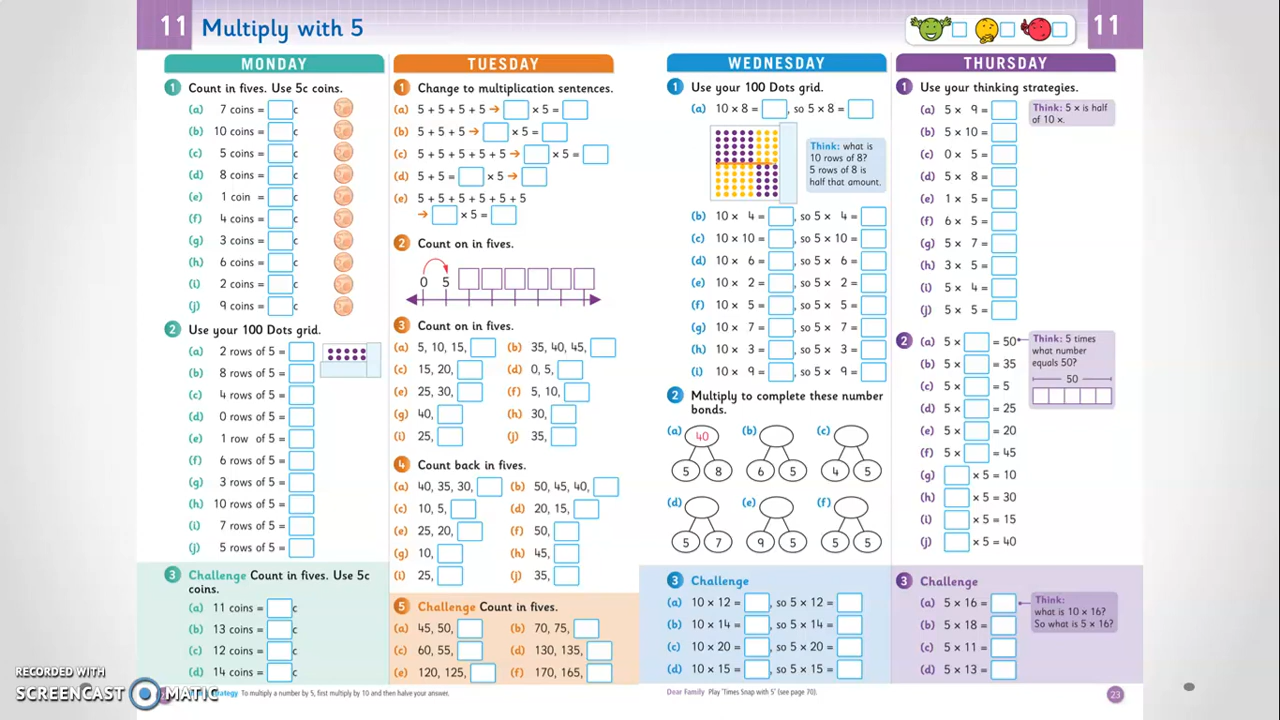 11 Multiply with 5
11
MONDAY
1 Count in fives. Use 5c coins.
(a) 7 coins = c
(b) 10 coins = c
(c) 5 coins = c
(d) 8 coins = c
(e) 1 coin = c
(f) 4 coins = c
(g) 3 coins = c
(h) 6 coins = c
(i) 2 coins = c
(j) 9 coins = c
2 Use your 100 Dots grid.
(a) 2 rows of 5 =
(b) 8 rows of 5 =
(c) 4 rows of 5 =
(d) 0 rows of 5 =
(e) 1 row of 5 =
(f) 6 rows of 5 =
(g) 3 rows of 5 =
(h) 10 rows of 5 =
(i) 7 rows of 5 =
(j) 5 rows of 5 =
3 Challenge Count in fives. Use 5c
coins.
(a) 11 coins = c
(b) 13 coins = c
(c) 12 coins = c
(d) 14 coins = c
TUESDAY
1 Change to multiplication sentences.
(a) 5 + 5 + 5 + 5 → × 5 =
(b) 5 + 5 + 5 → × 5 =
(c) 5 + 5 + 5 + 5 + 5 → × 5 =
(d) 5 + 5 = × 5 →
(e) 5 + 5 + 5 + 5 + 5 + 5
→ × 5 =
2 Count on in fives.
0 5
3 Count on in fives.
(a) 5, 10, 15, (b) 35, 40, 45,
(c) 15, 20, (d) 0, 5,
(e) 25, 30, (f) 5, 10,
(g) 40, (h) 30,
(i) 25, (j) 35,
4 Count back in fives.
(a) 40, 35, 30, (b) 50, 45, 40,
(c) 10, 5, (d) 20, 15,
(e) 25, 20, (f) 50,
(g) 10, (h) 45,
(i) 25, (j) 35,
5 Challenge Count in fives.
(a) 45, 50, (b) 70, 75,
(c) 60, 55, (d) 130, 135,
(e) 120, 125, (f) 170, 165,
WEDNESDAY
1 Use your 100 Dots grid.
(a) 10 × 8 = , so 5 × 8 =
Think: what is
10 rows of 8?
5 rows of 8 is
half that amount.
(b) 10 × 4 = , so 5 × 4 =
(c) 10 × 10 = , so 5 × 10 =
(d) 10 × 6 = , so 5 × 6 =
(e) 10 × 2 = , so 5 × 2 =
(f) 10 × 5 = , so 5 × 5 =
(g) 10 × 7 = , so 5 × 7 =
(h) 10 × 3 = , so 5 × 3 =
(i) 10 × 9 = , so 5 × 9 =
2 Multiply to complete these number
bonds.
(a) 40 (b) (c)
5 8 6 5 4 5
(d) (e) (f)
5 7 9 5 5 5
3 Challenge
(a) 10 × 12 = , so 5 × 12 =
(b) 10 × 14 = , so 5 × 14 =
(c) 10 × 20 = , so 5 × 20 =
(d) 10 × 15 = , so 5 × 15 =
THURSDAY
1 Use your thinking strategies.
(a) 5 × 9 =
(b) 5 × 10 =
(c) 0 × 5 =
(d) 5 × 8 =
(e) 1 × 5 =
(f) 6 × 5 =
(g) 5 × 7 =
(h) 3 × 5 =
(i) 5 × 4 =
(j) 5 × 5 =
Think: 5 × is half
of 10 ×.
2 (a) 5 × = 50
(b) 5 × = 35
(c) 5 × = 5
(d) 5 × = 25
(e) 5 × = 20
(f) 5 × = 45
(g) × 5 = 10
(h) × 5 = 30
(i) × 5 = 15
(j) × 5 = 40
Think: 5 times
what number
equals 50?
50
3 Challenge
(a) 5 × 16 =
(b) 5 × 18 =
(c) 5 × 11 =
(d) 5 × 13 =
Think:
what is 10 × 16?
So what is 5 × 16?
To multiply a number by 5, first multiply by 10 and then halve your answer.
Dear Family Play 'Times Snap with 5' (see page 70).
23
RECORDED WITH
SCREENCAST MATIC